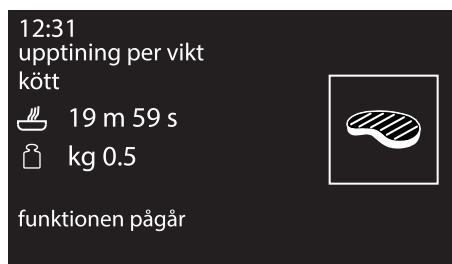 12:31
upptining per vikt
kött
19 m 59 s
kg 0.5
funktionen pågår